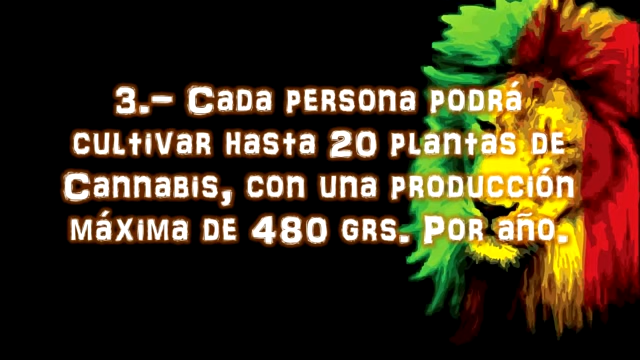 3.- Cada persona podrá
cultivar hasta 20 plantas de
Cannabis, con una producción
máxima de 480 grs. Por año.